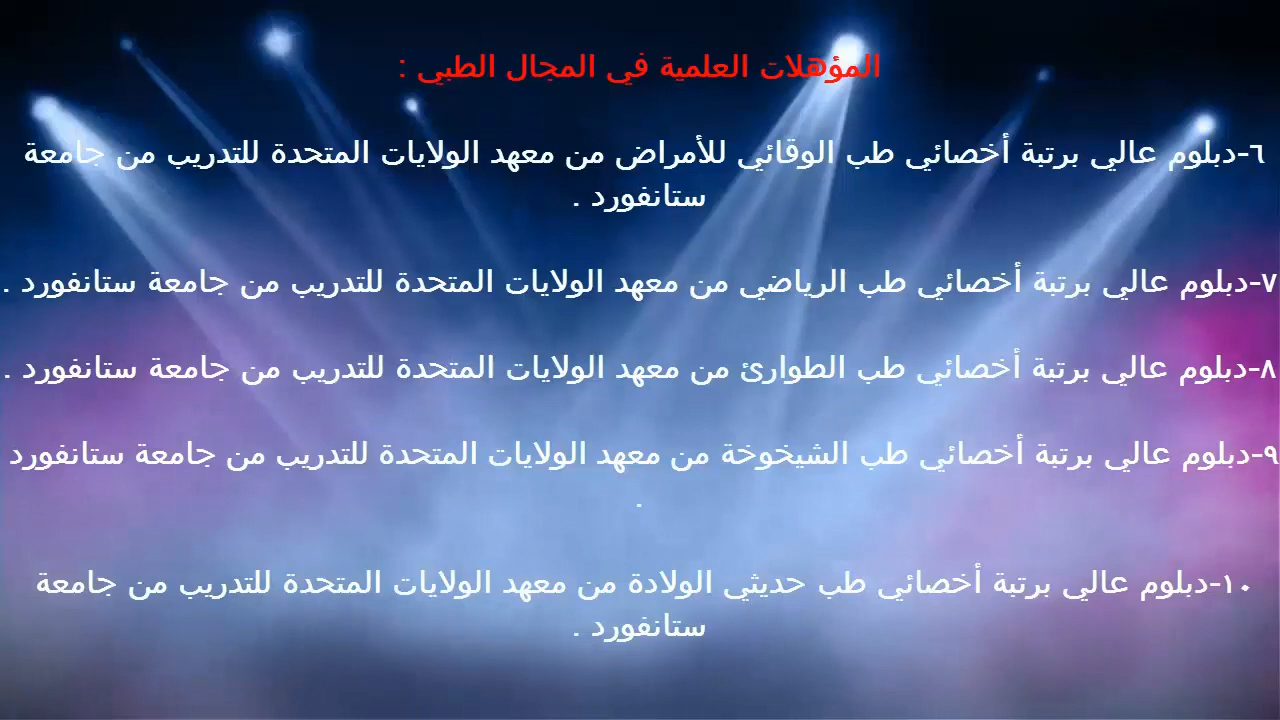 المؤهلات العلمية في المجال الطبي :
٦-دبلوم عالي برتبة أخصائي طب الوقائي للأمراض من معهد الولايات المتحدة للتدريب من جامعة
ستانفورد .
٧-دبلوم عالي برتبة أخصائي طب الرياضي من معهد الولايات المتحدة للتدريب من جامعة ستانفورد .
٨-دبلوم عالي برتبة أخصائي طب الطوارئ من معهد الولايات المتحدة للتدريب من جامعة ستانفورد .
٩-دبلوم عالي برتبة أخصائي طب الشيخوخة من معهد الولايات المتحدة للتدريب من جامعة ستانفورد
.
١٠-دبلوم عالي برتبة أخصائي طب حديثي الولادة من معهد الولايات المتحدة للتدريب من جامعة
ستانفورد .